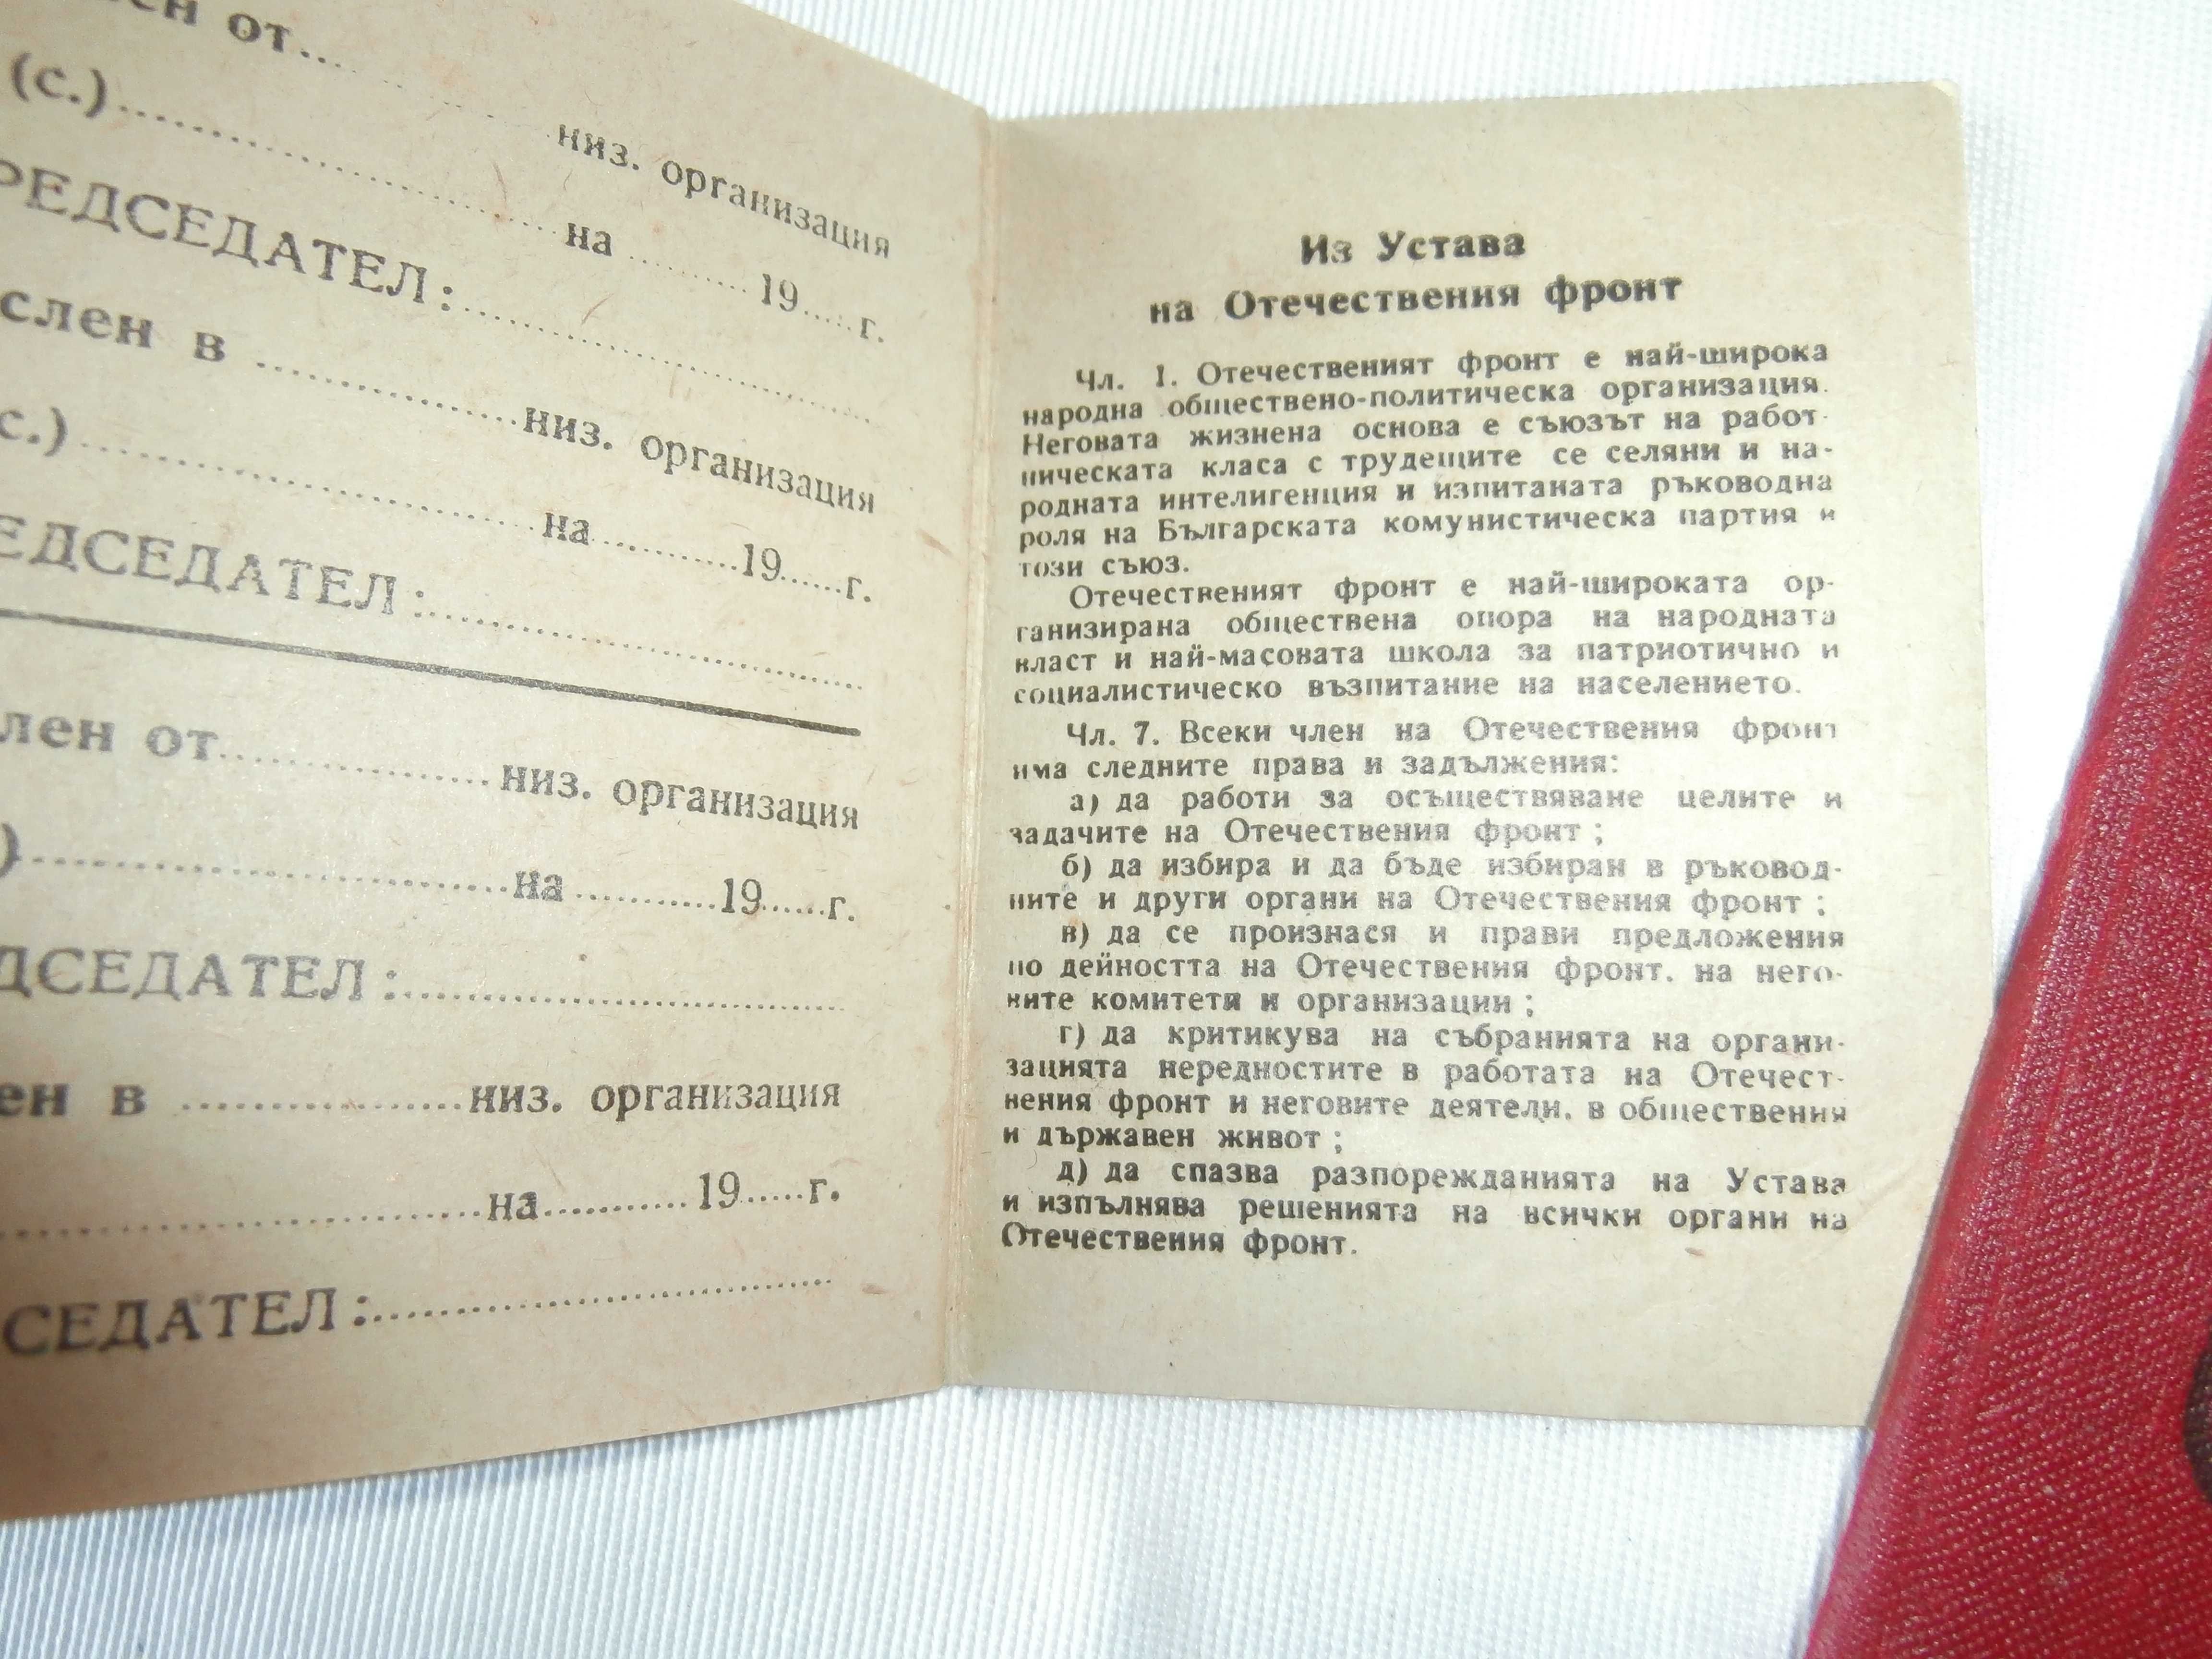 от..........
низ. организация
(с.)..........на..........19.....г.
РЕДСЕДАТЕЛ:..........
слен в ..........низ. организация
с.)..........на..........19.....г.
ЕДСЕДАТЕЛ:..........
лен от..........низ. организация
)..........на..........19.....г.
ДСЕДАТЕЛ:..........
ен в ..........низ. организация
..........на..........19.....г.
СЕДАТЕЛ:..........
Из Устава
на Отечествения фронт
Чл. 1. Отечественият фронт е най-широка
народна обществено-политическа организация.
Неговата жизнена основа е съюзът на работ-
ническата класа с трудещите се селяни и на-
родната интелигенция и изпитаната ръководна
роля на Българската комунистическа партия и
този съюз.
Отечественият фронт е най-широката ор-
ганизирана обществена опора на народната
власт и най-масовата школа за патриотично и
социалистическо възпитание на населението.
Чл. 7. Всеки член на Отечествения фронт
има следните права и задължения:
а) да работи за осъществяване целите и
задачите на Отечествения фронт ;
б) да избира и да бъде избиран в ръковод-
ните и други органи на Отечествения фронт ;
в) да се произнася и прави предложения
по дейността на Отечествения фронт, на него-
вите комитети и организации ;
г) да критикува на събранията на органи-
зацията нередностите в работата на Отечест-
вения фронт и неговите деятели, в обществения
и държавен живот ;
д) да спазва разпорежданията на Устава
и изпълнява решенията на всички органи на
Отечествения фронт.